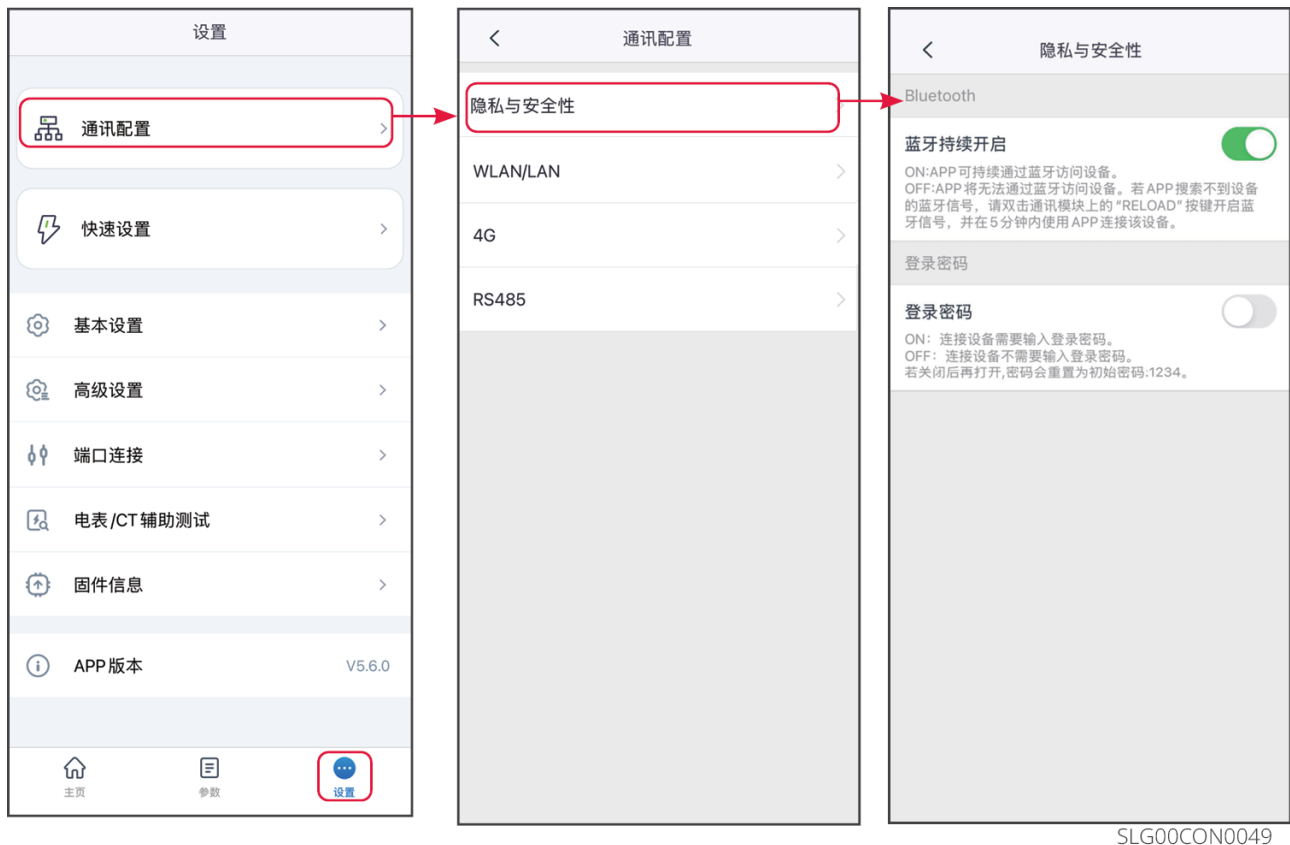 设置
通讯配置
快速设置
基本设置
高级设置
端口连接
电表/CT辅助测试
固件信息
APP版本 V5.6.0
主页 参数 设置
通讯配置
隐私与安全性
WLAN/LAN
4G
RS485
隐私与安全性
Bluetooth
蓝牙持续开启
ON:APP可持续通过蓝牙访问设备。
OFF:APP将无法通过蓝牙访问设备。若APP搜索不到设备
的蓝牙信号，请双击通讯模块上的“RELOAD”按键开启蓝
牙信号，并在5分钟内使用APP连接该设备。
登录密码
登录密码
ON：连接设备需要输入登录密码。
OFF：连接设备不需要输入登录密码。
若关闭后再打开,密码会重置为初始密码:1234。
SLG00CON0049